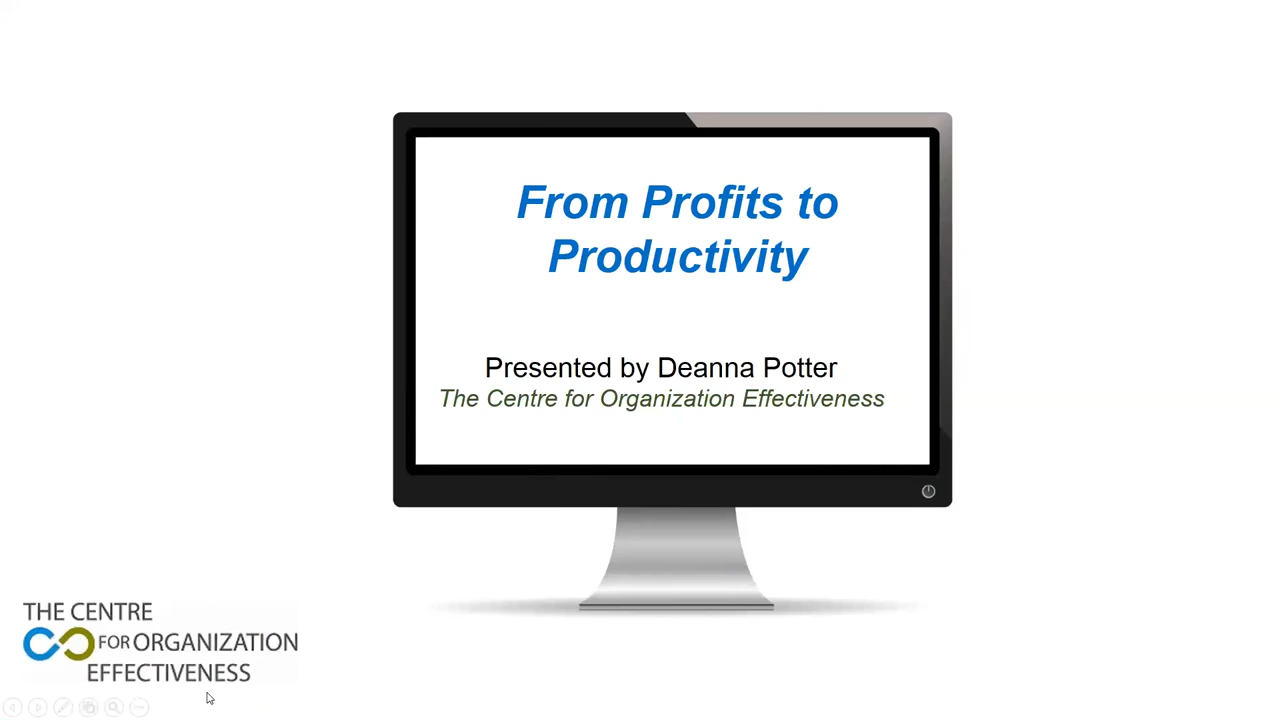 From Profits to
Productivity
Presented by Deanna Potter
The Centre for Organization Effectiveness
THE CENTRE
FOR ORGANIZATION
EFFECTIVENESS